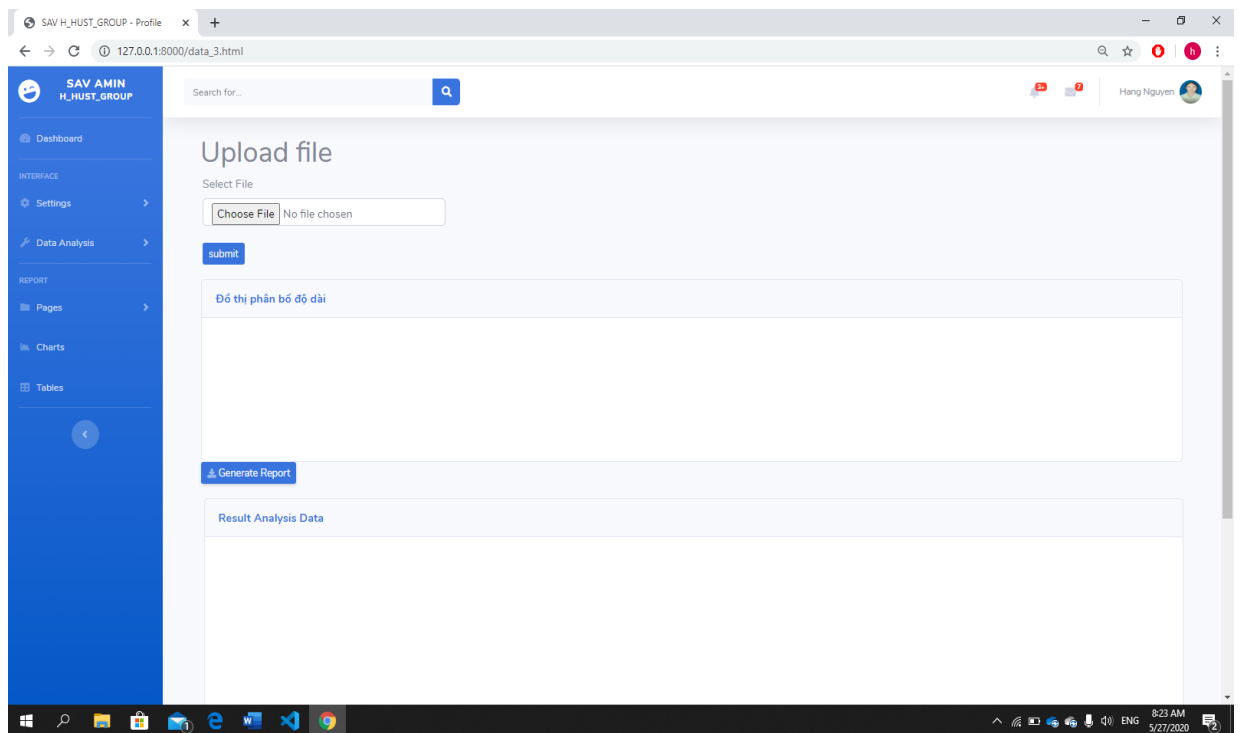 SAV H_HUST_GROUP - Profile
127.0.0.1:8000/data_3.html
h
SAV AMIN
H_HUST_GROUP
Search for...
3+
7
Hang Nguyen
Dashboard
INTERFACE
Settings
Data Analysis
REPORT
Pages
Charts
Tables
Upload file
Select File
Choose File No file chosen
submit
Đồ thị phân bố độ dài
Generate Report
Result Analysis Data
ENG
8:23 AM
5/27/2020